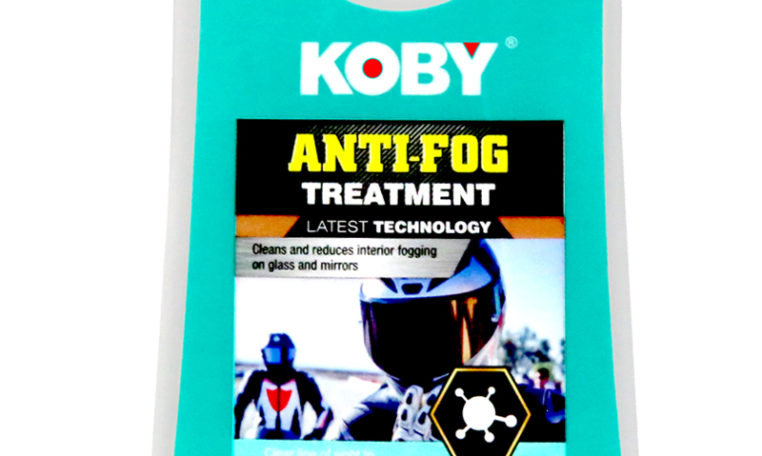 KOBY®
ANTI-FOG
TREATMENT
LATEST TECHNOLOGY
Cleans and reduces interior fogging
on glass and mirrors